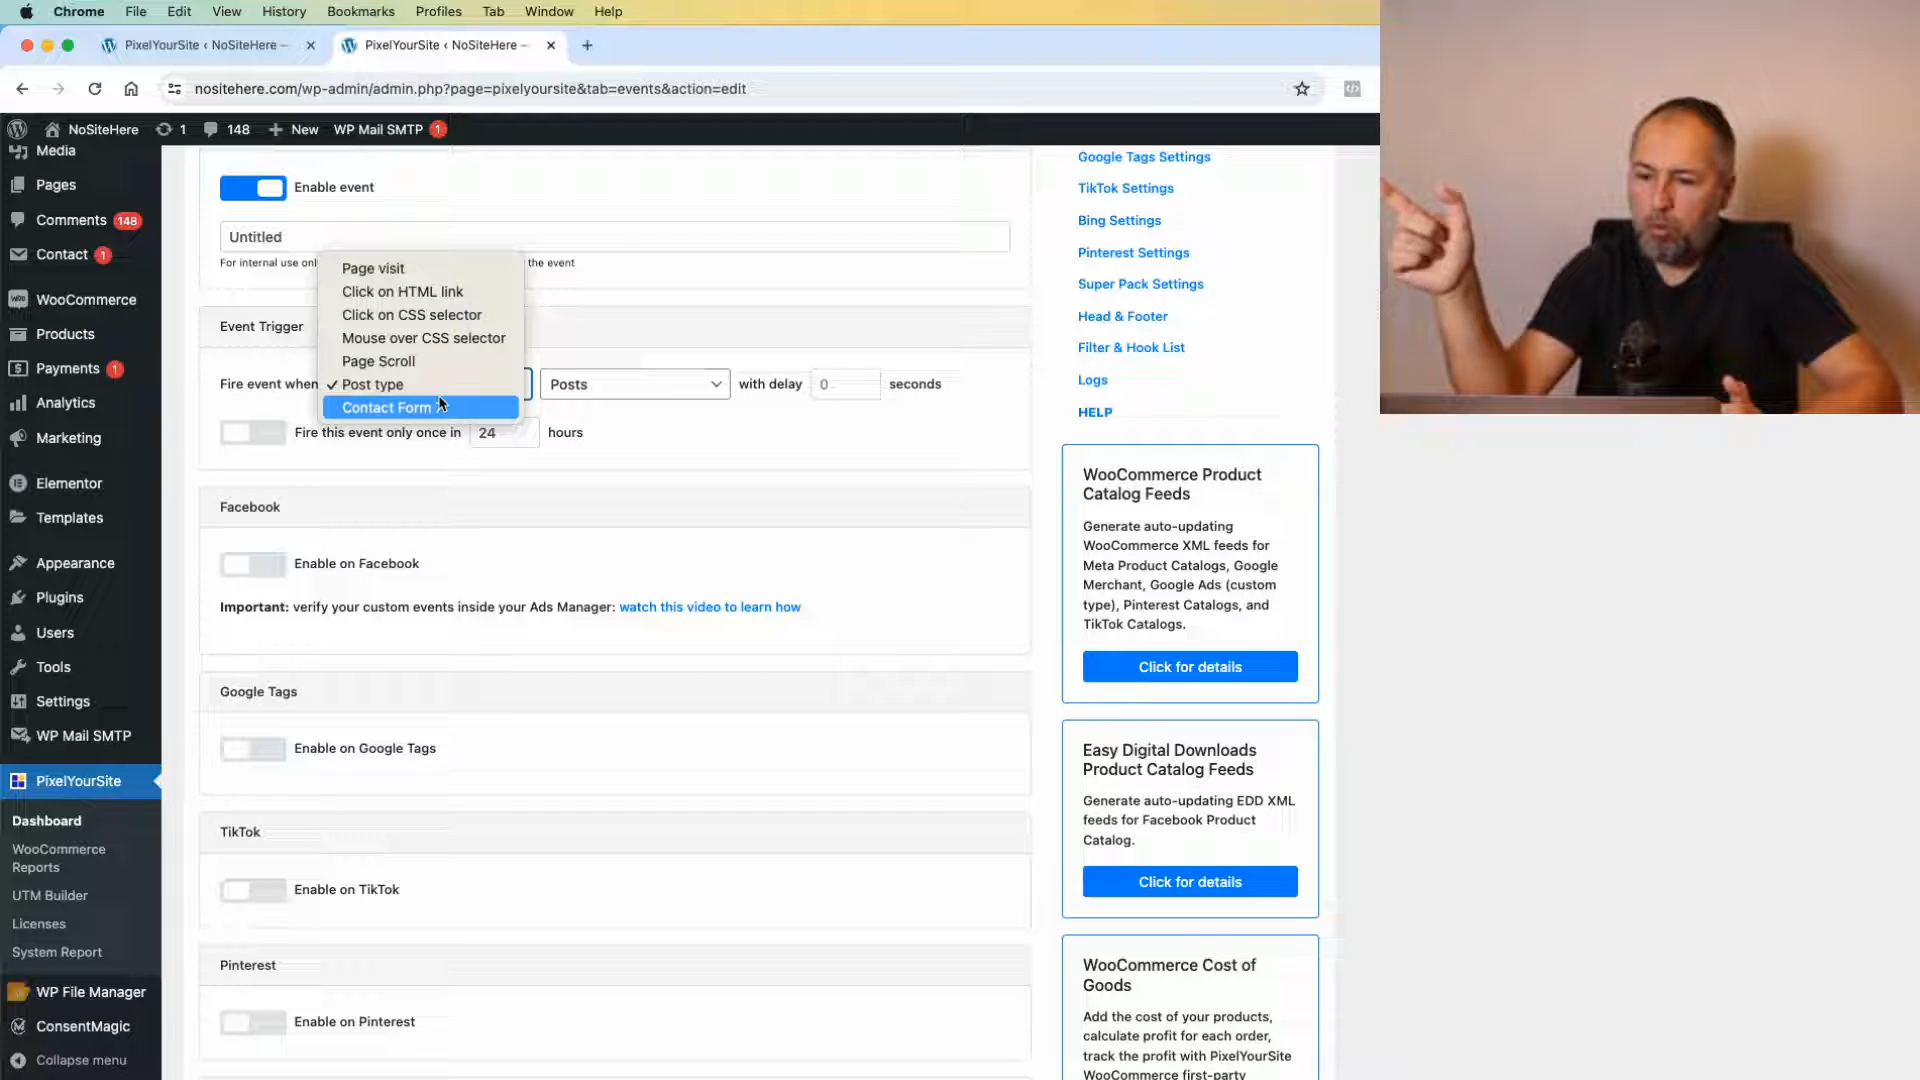 Chrome File Edit View History Bookmarks Profiles Tab Window Help
PixelYourSite ‹ NoSiteHere –
PixelYourSite ‹ NoSiteHere –
nositehere.com/wp-admin/admin.php?page=pixelyoursite&tab=events&action=edit
NoSiteHere 1 148 New WP Mail SMTP 1
Media
Pages
Comments 148
Contact 1
WooCommerce
Products
Payments 1
Analytics
Marketing
Elementor
Templates
Appearance
Plugins
Users
Tools
Settings
WP Mail SMTP
PixelYourSite
Dashboard
WooCommerce
Reports
UTM Builder
Licenses
System Report
WP File Manager
ConsentMagic
Collapse menu
Enable event
Untitled
For internal use onl
the event
Event Trigger
Page visit
Click on HTML link
Click on CSS selector
Mouse over CSS selector
Page Scroll
Post type
Contact Form
Fire event when
Posts
with delay 0 seconds
Fire this event only once in 24 hours
Facebook
Enable on Facebook
Important: verify your custom events inside your Ads Manager: watch this video to learn how
Google Tags
Enable on Google Tags
TikTok
Enable on TikTok
Pinterest
Enable on Pinterest
Google Tags Settings
TikTok Settings
Bing Settings
Pinterest Settings
Super Pack Settings
Head & Footer
Filter & Hook List
Logs
HELP
WooCommerce Product
Catalog Feeds
Generate auto-updating
WooCommerce XML feeds for
Meta Product Catalogs, Google
Merchant, Google Ads (custom
type), Pinterest Catalogs, and
TikTok Catalogs.
Click for details
Easy Digital Downloads
Product Catalog Feeds
Generate auto-updating EDD XML
feeds for Facebook Product
Catalog.
Click for details
WooCommerce Cost of
Goods
Add the cost of your products,
calculate profit for each order,
track the profit with PixelYourSite
WooCommerce first-party